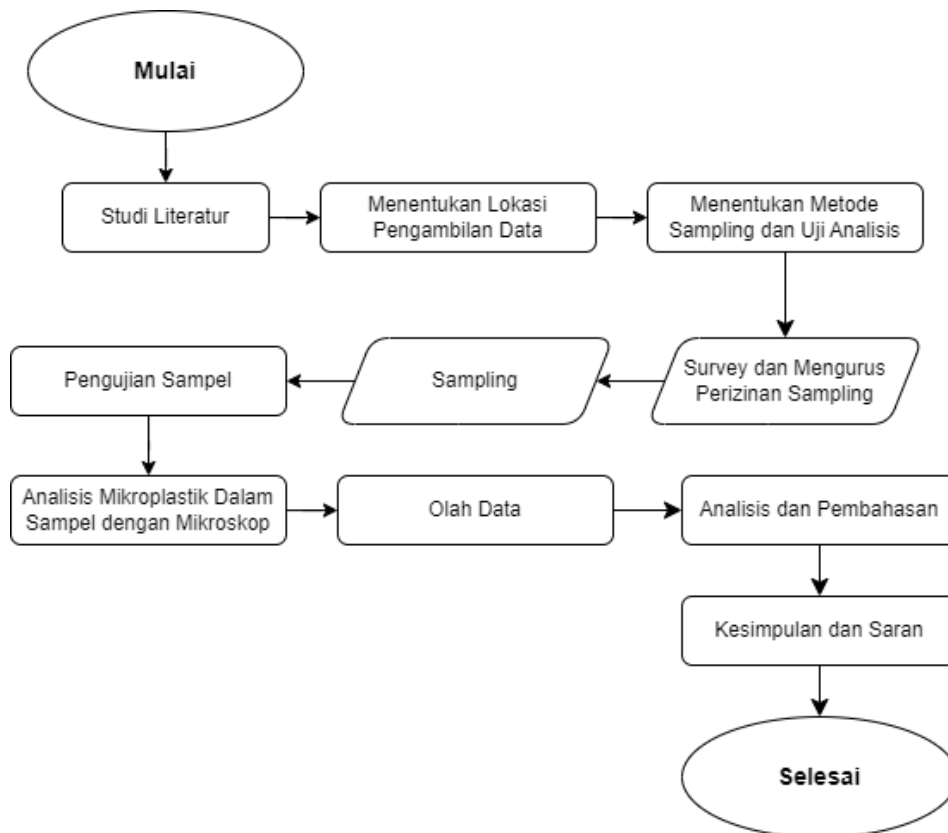 Mulai
Studi Literatur
Menentukan Lokasi
Pengambilan Data
Menentukan Metode
Sampling dan Uji Analisis
Survey dan Mengurus
Perizinan Sampling
Sampling
Pengujian Sampel
Analisis Mikroplastik Dalam
Sampel dengan Mikroskop
Olah Data
Analisis dan Pembahasan
Kesimpulan dan Saran
Selesai